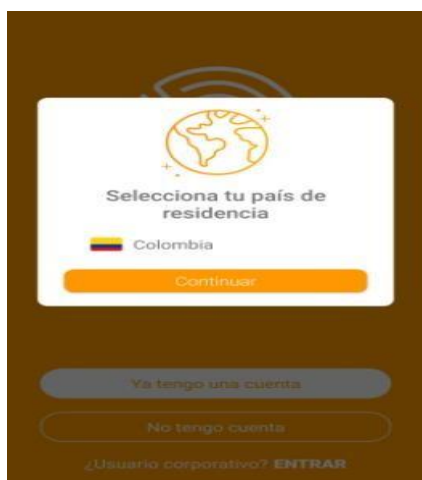 Selecciona tu país de
residencia
Colombia
Continuar
Ya tengo una cuenta
No tengo cuenta
¿Usuario corporativo? ENTRAR